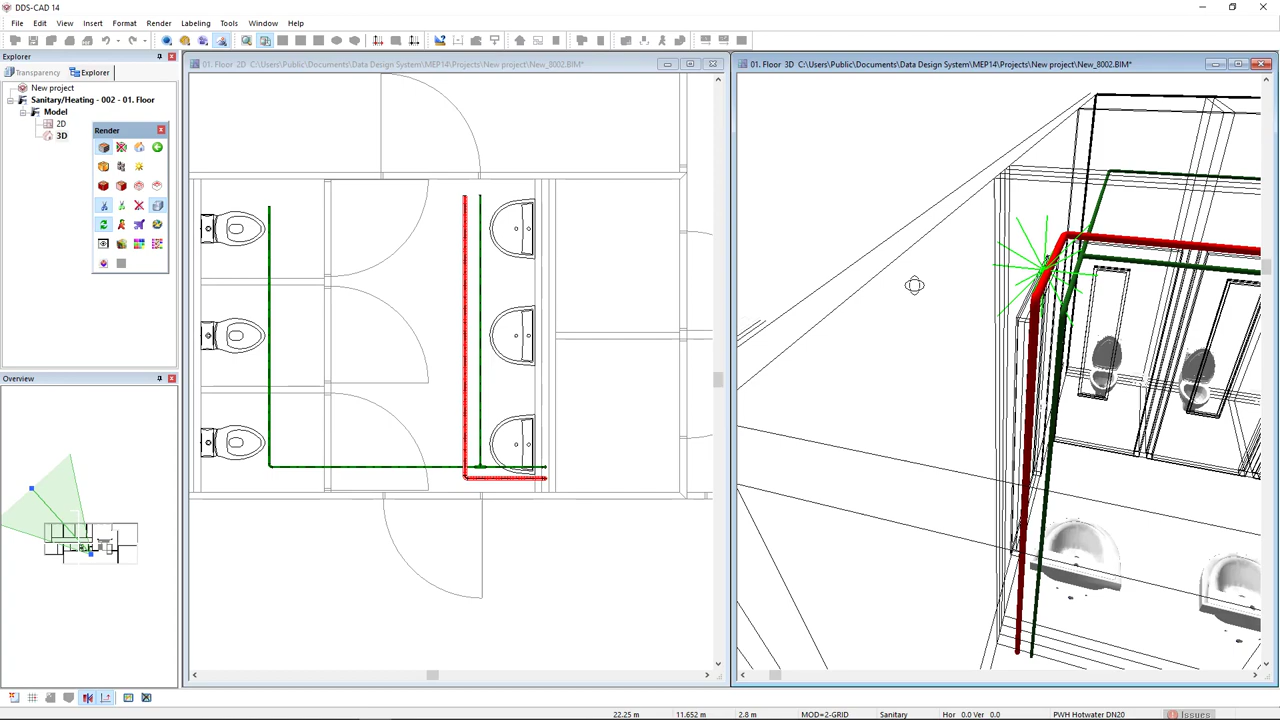 DDS-CAD 14
File Edit View Insert Format Render Labeling Tools Window Help
Explorer
Transparency Explorer
New project
Sanitary/Heating - 002 - 01. Floor
Model
2D
3D
Render
Overview
01. Floor 2D C:\Users\Public\Documents\Data Design System\MEP14\Projects\New project\New_8002.BIM*
01. Floor 3D C:\Users\Public\Documents\Data Design System\MEP14\Projects\New project\New_8002.BIM*
22.25 m 11.652 m 2.8 m MOD=2-GRID Sanitary Hor 0.0 Ver 0.0 PWH Hotwater DN20 Issues